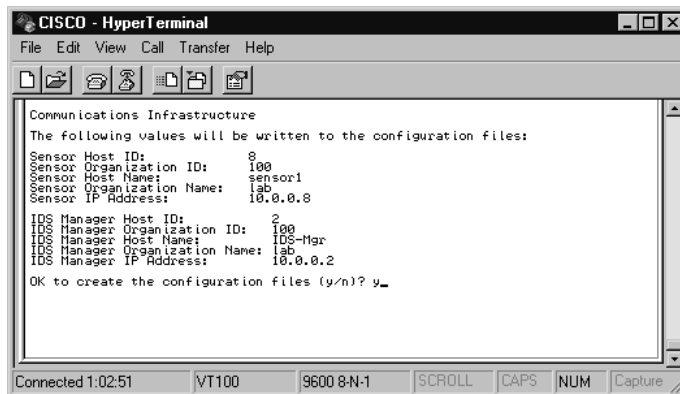 CISCO - HyperTerminal
File Edit View Call Transfer Help
Communications Infrastructure
The following values will be written to the configuration files:
Sensor Host ID: 8
Sensor Organization ID: 100
Sensor Host Name: sensor1
Sensor Organization Name: lab
Sensor IP Address: 10.0.0.8
IDS Manager Host ID: 2
IDS Manager Organization ID: 100
IDS Manager Host Name: IDS-Mgr
IDS Manager Organization Name: lab
IDS Manager IP Address: 10.0.0.2
OK to create the configuration files (y/n)? y_
Connected 1:02:51 VT100 9600 8-N-1 SCROLL CAPS NUM Capture